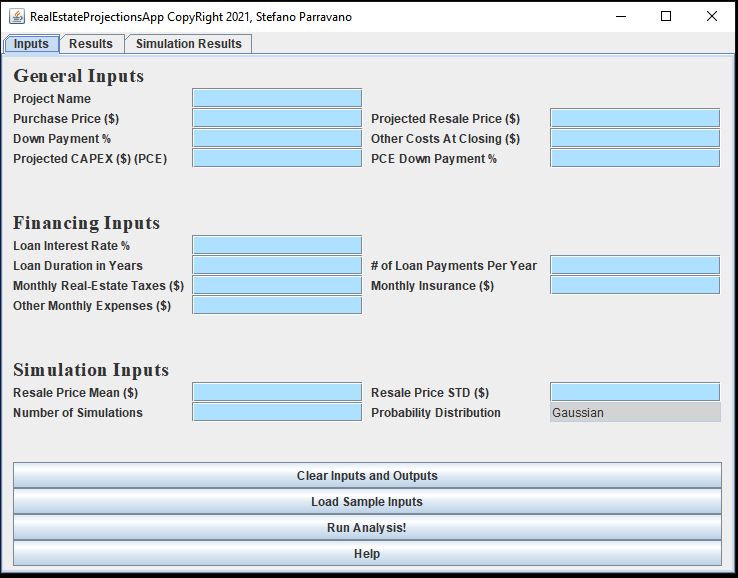 RealEstateProjectionsApp CopyRight 2021, Stefano Parravano
Inputs Results Simulation Results
General Inputs
Project Name
Purchase Price ($) Projected Resale Price ($)
Down Payment % Other Costs At Closing ($)
Projected CAPEX ($) (PCE) PCE Down Payment %
Financing Inputs
Loan Interest Rate %
Loan Duration in Years # of Loan Payments Per Year
Monthly Real-Estate Taxes ($) Monthly Insurance ($)
Other Monthly Expenses ($)
Simulation Inputs
Resale Price Mean ($) Resale Price STD ($)
Number of Simulations Probability Distribution Gaussian
Clear Inputs and Outputs
Load Sample Inputs
Run Analysis!
Help